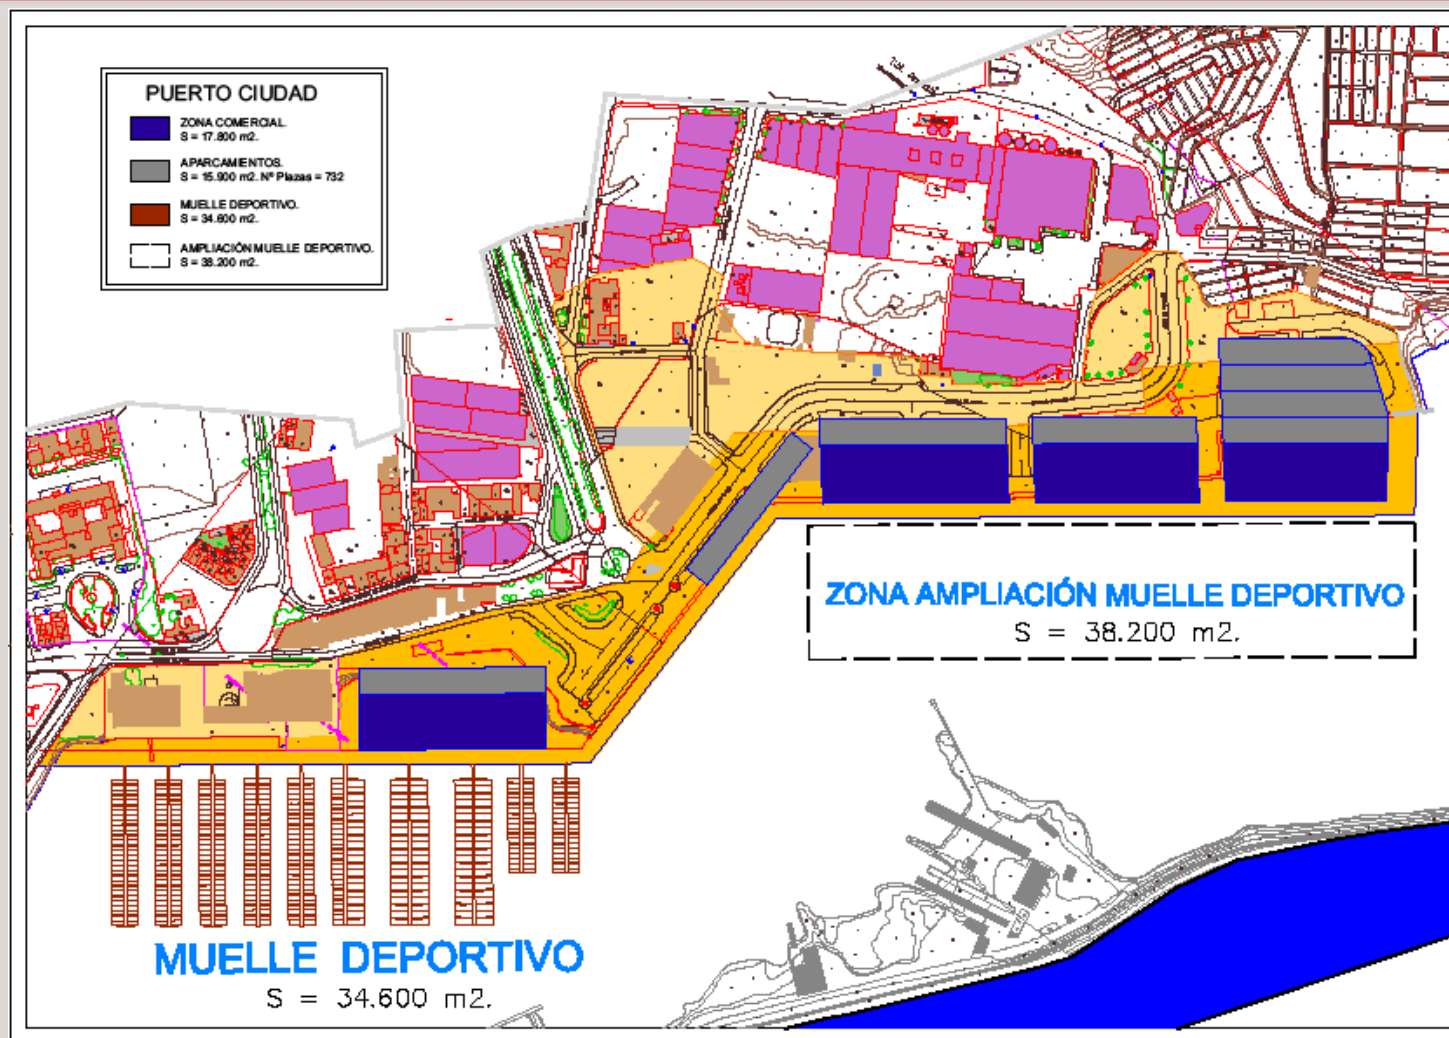 PUERTO CIUDAD
ZONA COMERCIAL.
S = 17.800 m2.
APARCAMIENTOS.
S = 15.900 m2. Nº Plazas = 732
MUELLE DEPORTIVO.
S = 34.600 m2.
AMPLIACIÓN MUELLE DEPORTIVO.
S = 38.200 m2.
ZONA AMPLIACIÓN MUELLE DEPORTIVO
S = 38.200 m2.
MUELLE DEPORTIVO
S = 34.600 m2.